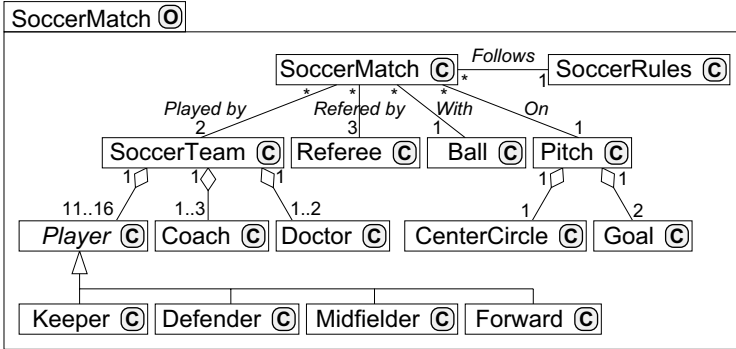 SoccerMatch O
SoccerMatch C
Follows
* 1
SoccerRules C
* * * *
Played by Refered by With On
2 3 1 1
SoccerTeam C Referee C Ball C Pitch C
1 1 1 1 1
11..16 1..3 1..2 1 2
Player C Coach C Doctor C CenterCircle C Goal C
Keeper C Defender C Midfielder C Forward C